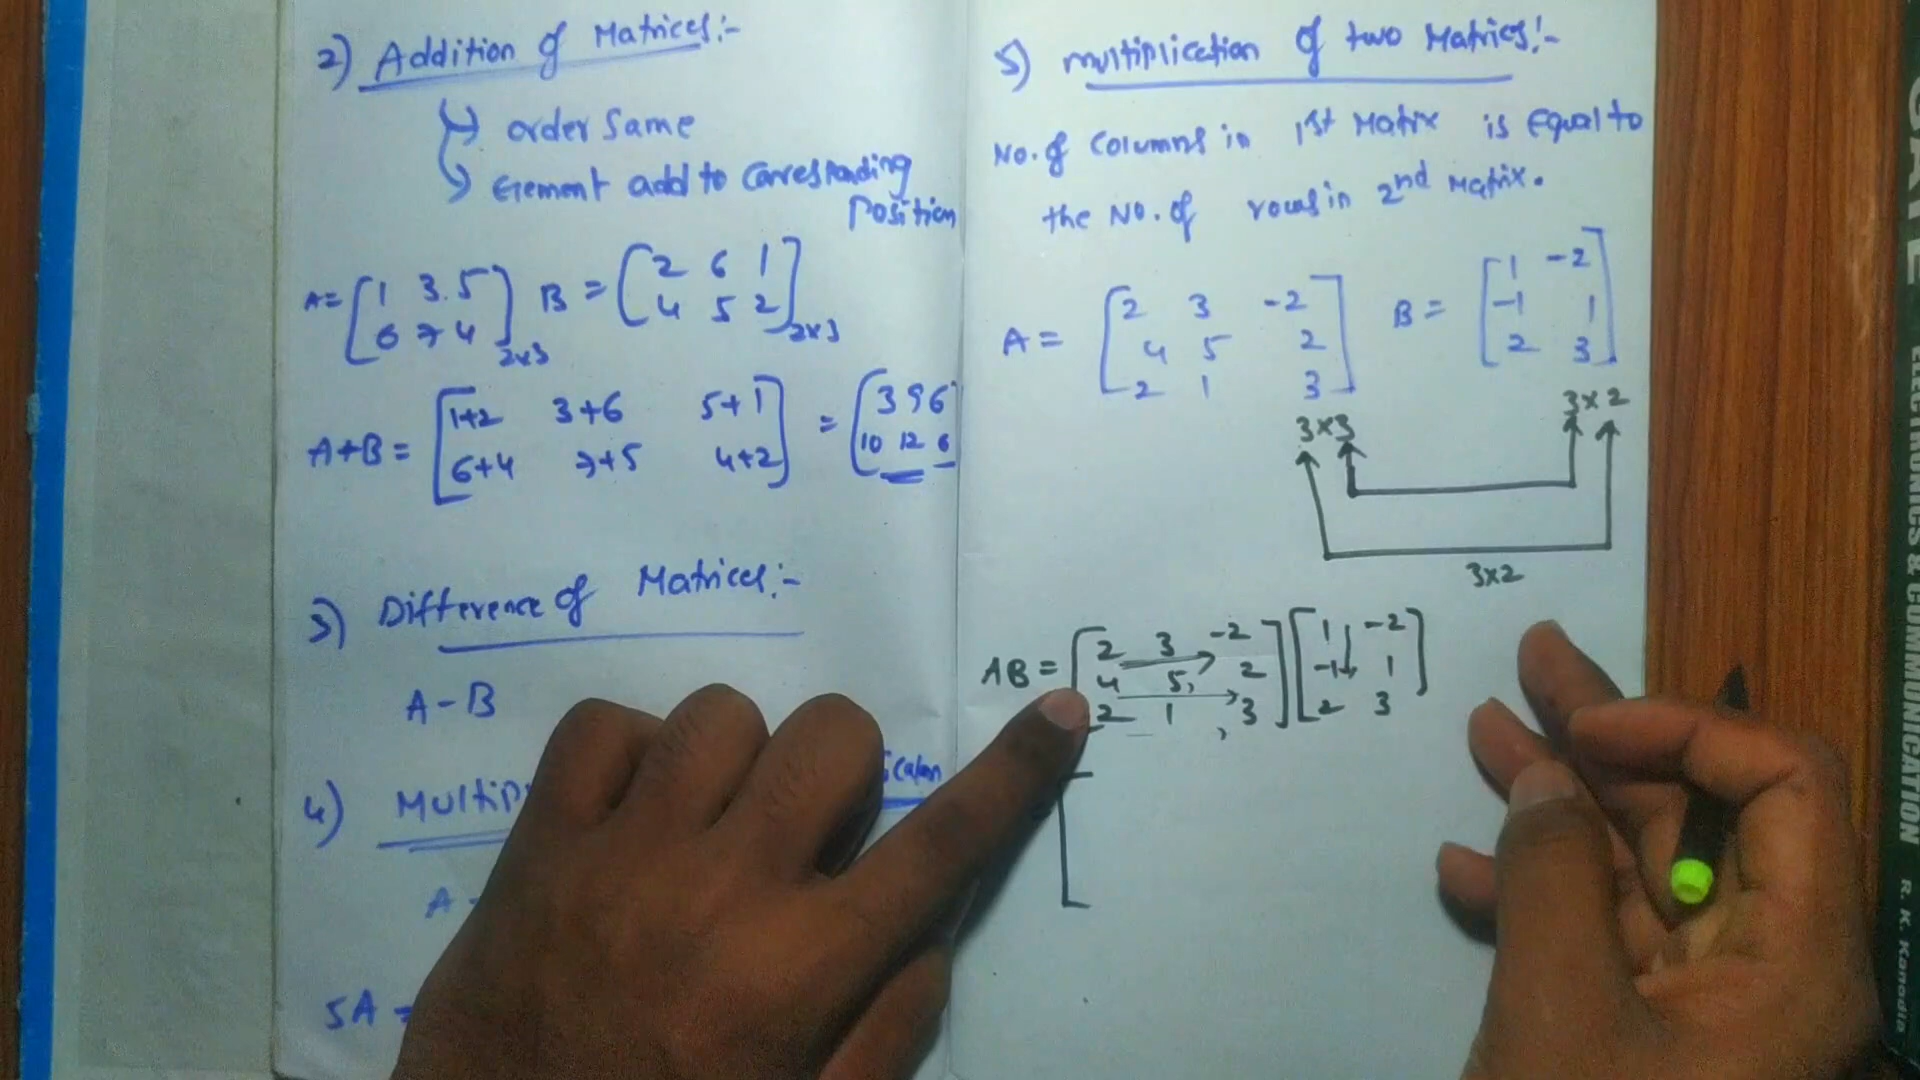 2) Addition of Matrices:-
↳ order same
↳ Element add to corresponding
Position
A= [1 3.5
6 7 4] 2x3
B = [2 6 1
4 5 2] 2x3
A+B = [1+2 3+6 5+1
6+4 7+5 4+2]
= [3 9 6
10 12 6]
3) Difference of Matrices:-
A-B
4)
A-
5A =
5) multiplication of two Matrices:-
No. of Columns in 1st Matrix is Equal to
the No. of rows in 2nd Matrix.
A = [2 3 -2
4 5 2
2 1 3]
3x3
B = [1 -2
-1 1
2 3]
3x2
3x2
AB = [2 3 -2
4 5, 2
2 1 , 3]
[1 -2
-1 1
2 3]
ELECTRONICS & COMMUNICATION
R. K. Kanodia